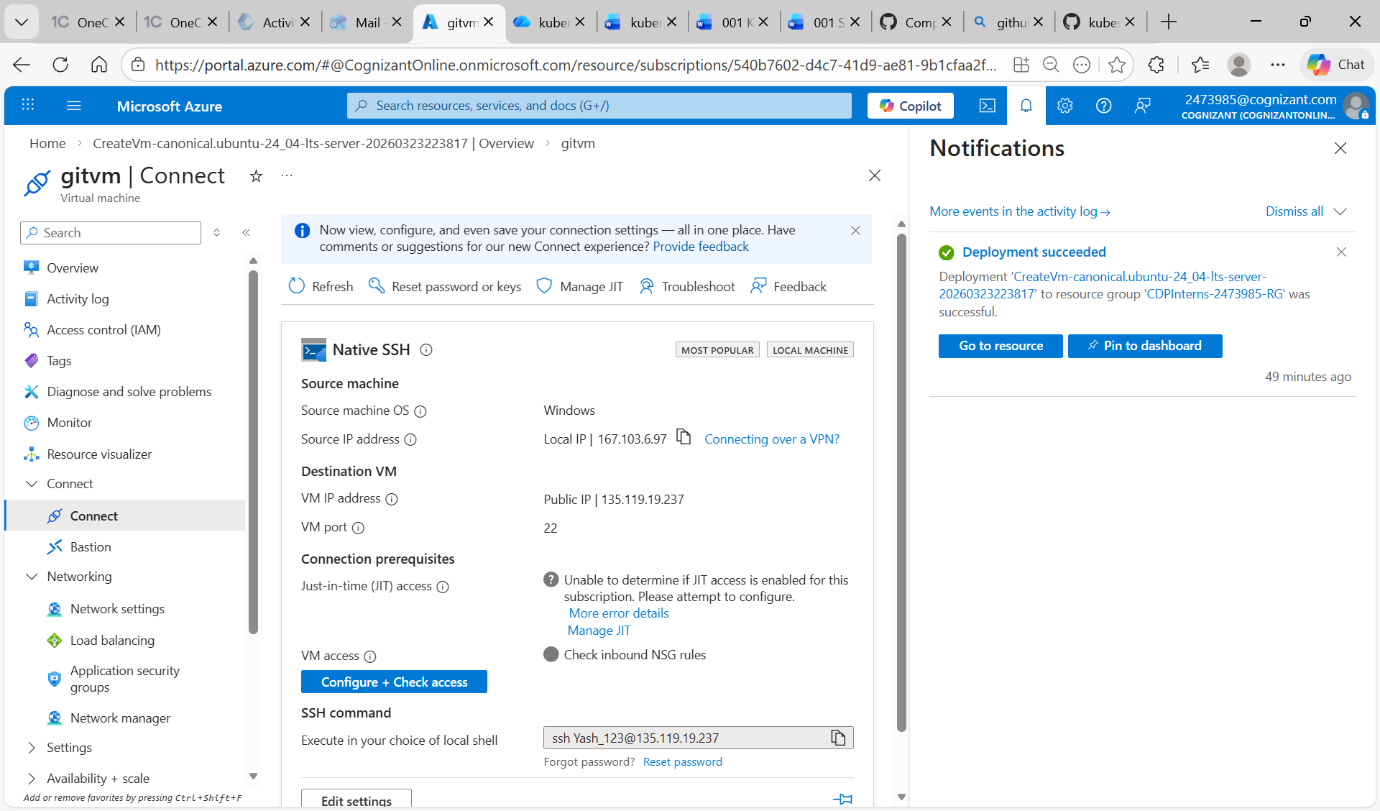 OneC
OneC
Activi
Mail -
gitvm
kuber
kuber
001 K
001 S
Comp
githu
kube
https://portal.azure.com/#@CognizantOnline.onmicrosoft.com/resource/subscriptions/540b7602-d4c7-41d9-ae81-9b1cfaa2f...
Chat
Microsoft Azure
Search resources, services, and docs (G+/)
Copilot
2473985@cognizant.com
COGNIZANT (COGNIZANTONLIN...
Home > CreateVm-canonical.ubuntu-24_04-lts-server-20260323223817 | Overview > gitvm
gitvm | Connect
Virtual machine
Search
Overview
Activity log
Access control (IAM)
Tags
Diagnose and solve problems
Monitor
Resource visualizer
Connect
Connect
Bastion
Networking
Network settings
Load balancing
Application security
groups
Network manager
Settings
Availability + scale
Add or remove favorites by pressing Ctrl+Shift+F
Now view, configure, and even save your connection settings — all in one place. Have
comments or suggestions for our new Connect experience? Provide feedback
Refresh Reset password or keys Manage JIT Troubleshoot Feedback
Native SSH
MOST POPULAR
LOCAL MACHINE
Source machine
Source machine OS
Windows
Source IP address
Local IP | 167.103.6.97
Connecting over a VPN?
Destination VM
VM IP address
Public IP | 135.119.19.237
VM port
22
Connection prerequisites
Just-in-time (JIT) access
Unable to determine if JIT access is enabled for this
subscription. Please attempt to configure.
More error details
Manage JIT
VM access
Check inbound NSG rules
Configure + Check access
SSH command
Execute in your choice of local shell
ssh Yash_123@135.119.19.237
Forgot password? Reset password
Edit settings
Notifications
More events in the activity log→
Dismiss all
Deployment succeeded
Deployment 'CreateVm-canonical.ubuntu-24_04-lts-server-
20260323223817' to resource group 'CDPInterns-2473985-RG' was
successful.
Go to resource
Pin to dashboard
49 minutes ago